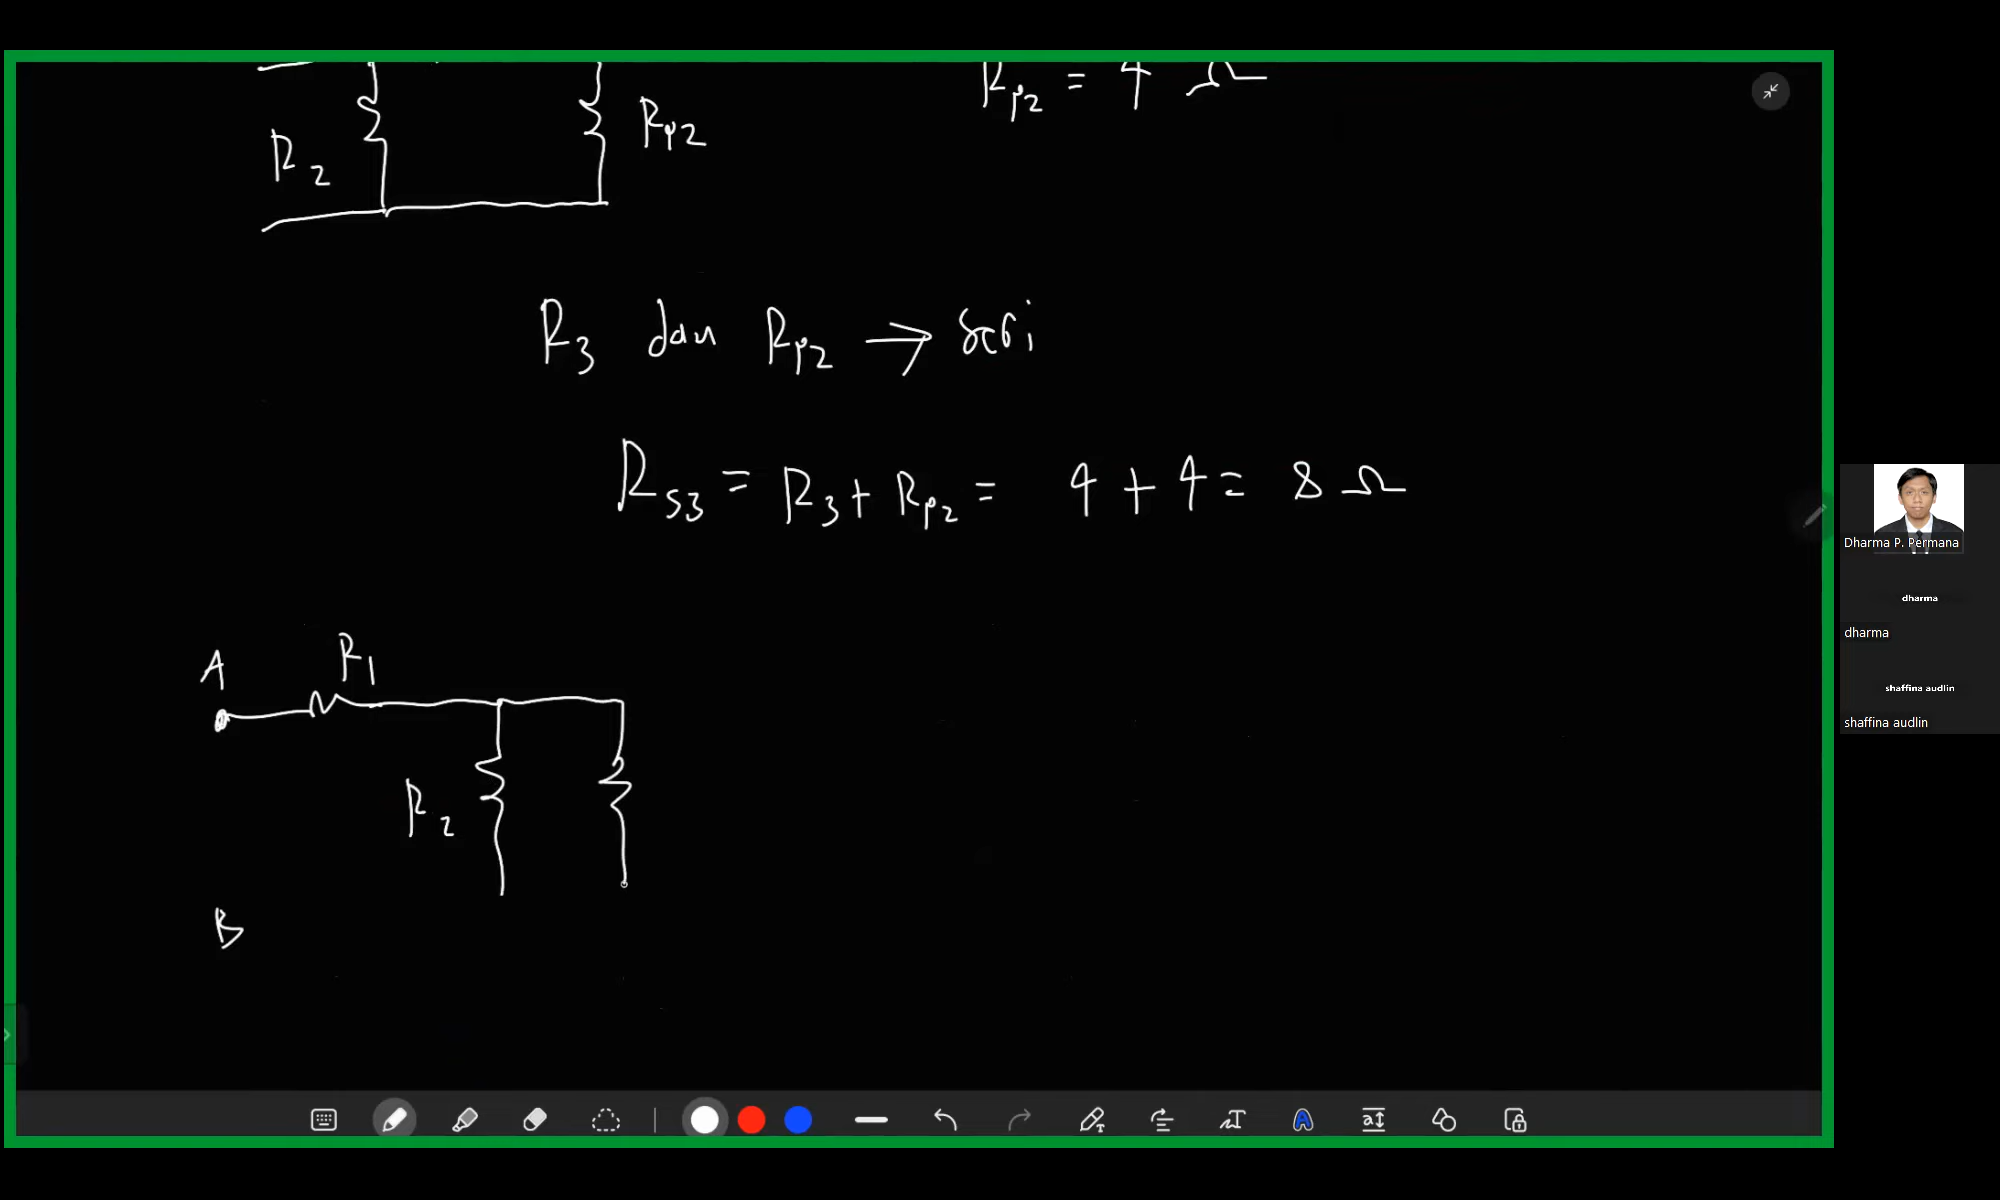 R2
Rp2
Rp2 = 4 Ω
R3 dan Rp2 → seri
Rs3 = R3 + Rp2 = 4 + 4 = 8 Ω
A
R1
R2
B
Dharma P. Permana
dharma
dharma
shaffina audlin
shaffina audlin